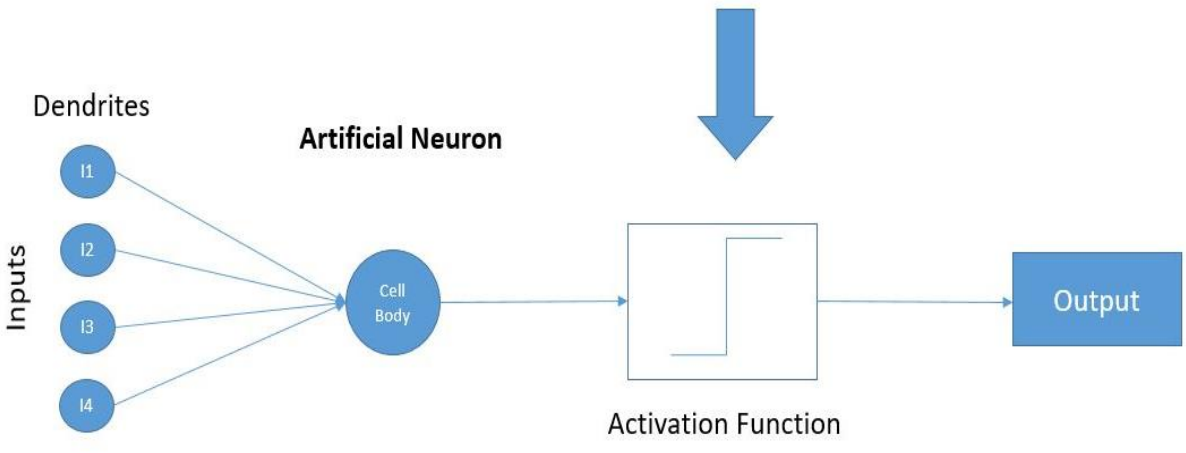 Dendrites
Artificial Neuron
Inputs
I1
I2
I3
I4
Cell
Body
Output
Activation Function